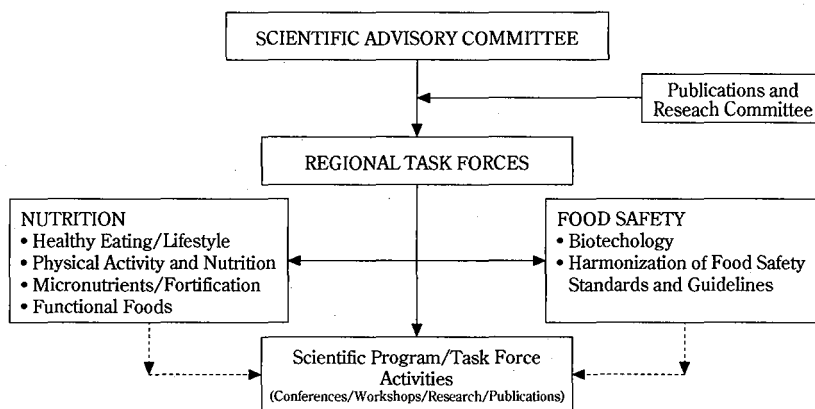 SCIENTIFIC ADVISORY COMMITTEE
Publications and
Reseach Committee
REGIONAL TASK FORCES
NUTRITION
• Healthy Eating/Lifestyle
• Physical Activity and Nutrition
• Micronutrients/Fortification
• Functional Foods
FOOD SAFETY
• Biotechology
• Harmonization of Food Safety
Standards and Guidelines
Scientific Program/Task Force
Activities
(Conferences/Workshops/Research/Publications)